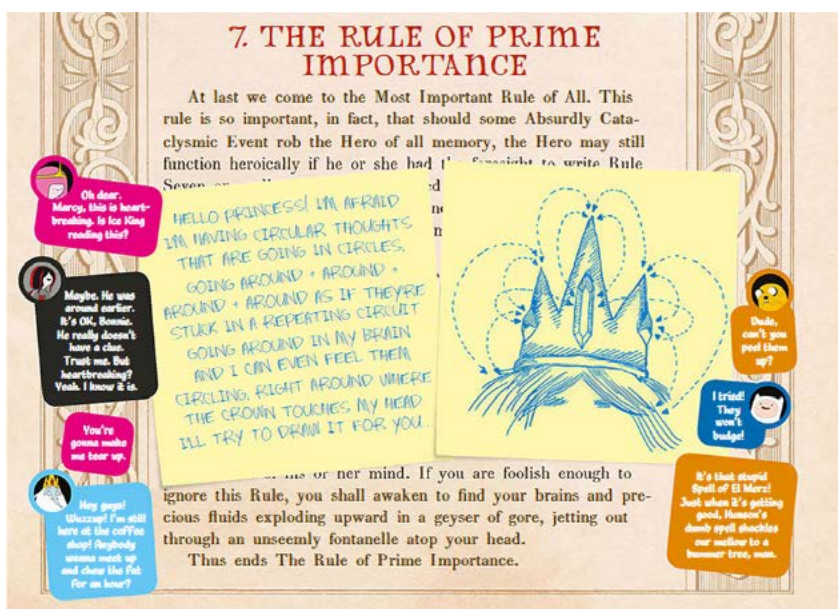 7. THE RULE OF PRIME
IMPORTANCE
At last we come to the Most Important Rule of All. This
rule is so important, in fact, that should some Absurdly Cata-
clysmic Event rob the Hero of all memory, the Hero may still
function heroically if he or she had the foresight to write Rule
Seven
Oh dear.
Marcy, this is heart-
breaking. Is Ice King
reading this?
Maybe. He was
around earlier.
It's OK, Bonnie.
He really doesn't
have a clue.
Trust me. But
heartbreaking?
Yeah. I know it is.
You're
gonna make
me tear up.
Hey guys!
Wuzzup! I'm still
here at the coffee
shop! Anybody
wanna meet up
and chew the fat
for an hour?
HELLO PRINCESS! I'M AFRAID
I'M HAVING CIRCULAR THOUGHTS
THAT ARE GOING IN CIRCLES,
GOING AROUND + AROUND +
AROUND + AROUND AS IF THEY'RE
STUCK IN A REPEATING CIRCUIT
GOING AROUND IN MY BRAIN
AND I CAN EVEN FEEL THEM
CIRCLING, RIGHT AROUND WHERE
THE CROWN TOUCHES MY HEAD
I'LL TRY TO DRAW IT FOR YOU...
Dude,
can't you
peel them
up?
I tried!
They
won't
budge!
It's that stupid
Spell of El Merz!
Just when it's getting
good, Hunson's
dumb spell shackles
our mellow to a
bummer tree, man.
or her mind. If you are foolish enough to
ignore this Rule, you shall awaken to find your brains and pre-
cious fluids exploding upward in a geyser of gore, jetting out
through an unseemly fontanelle atop your head.
Thus ends The Rule of Prime Importance.